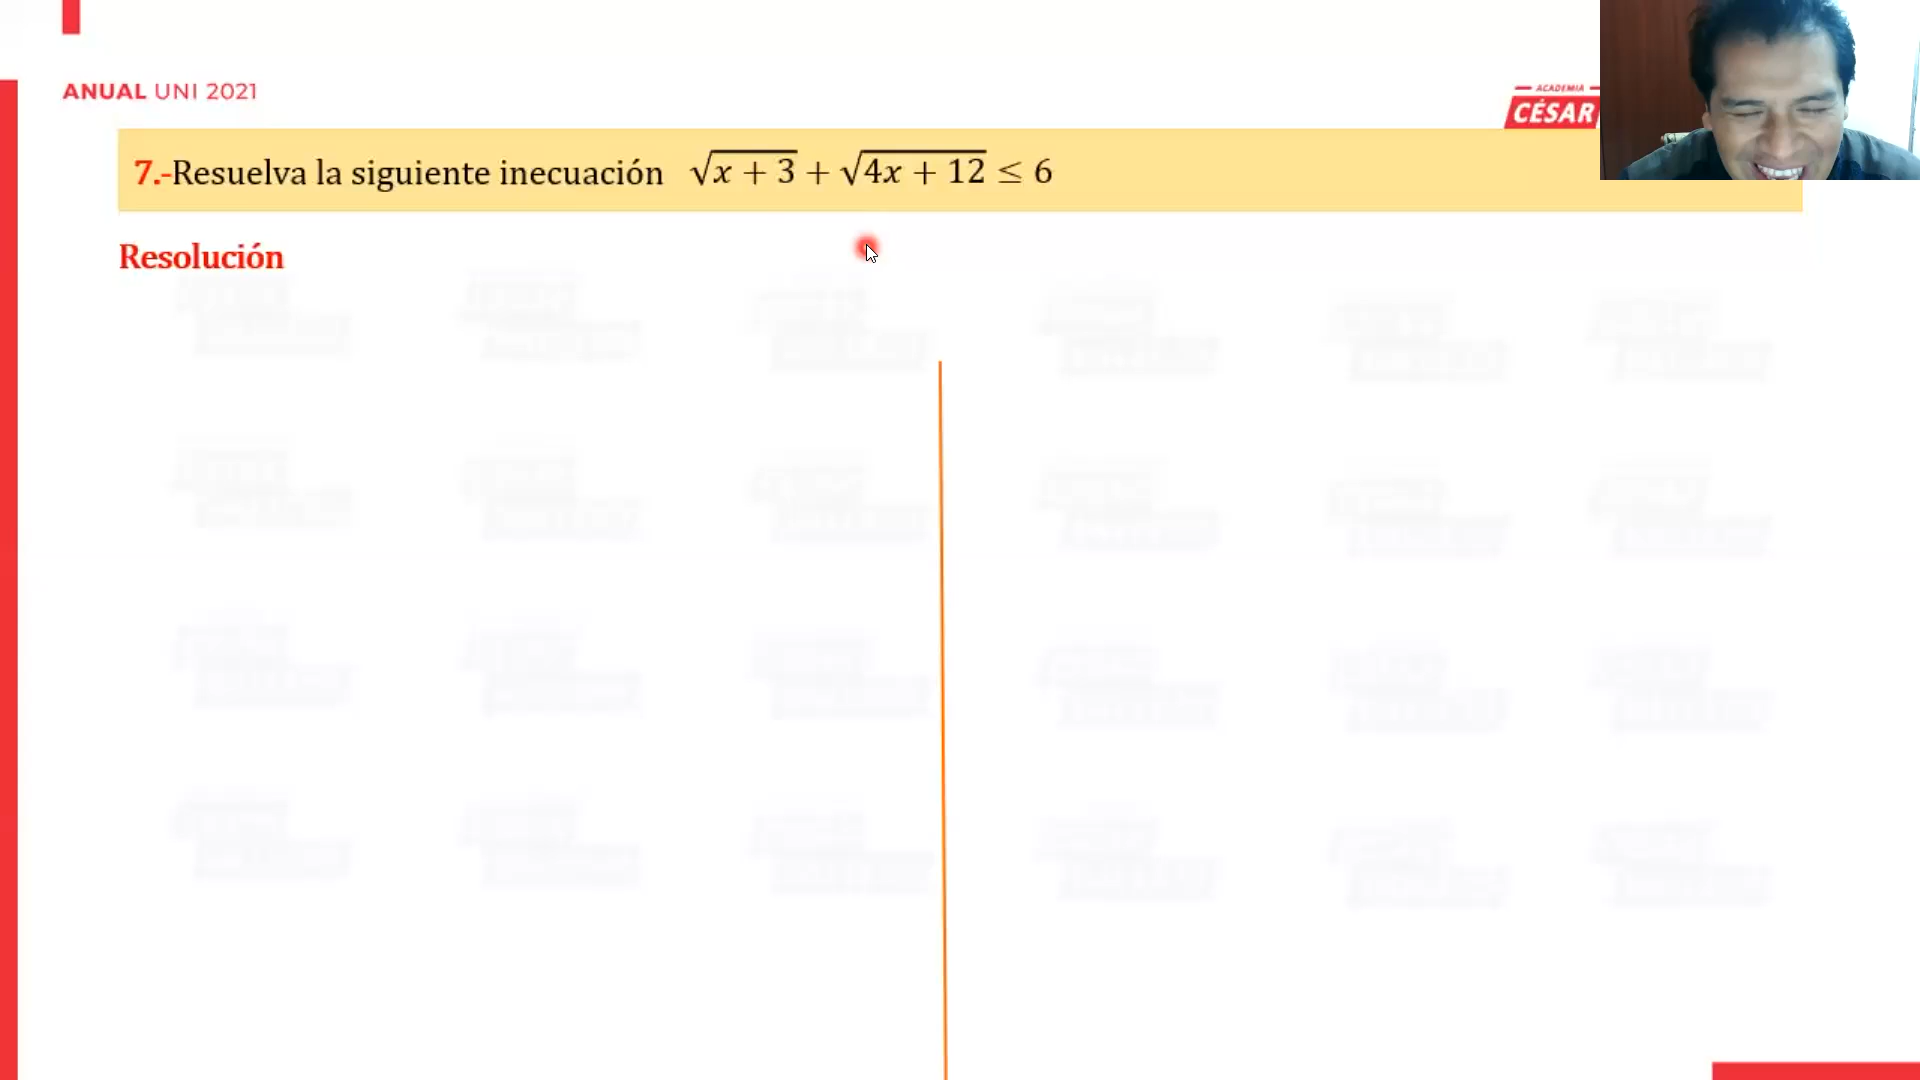 ANUAL UNI 2021
ACADEMIA
CÉSAR
7.-Resuelva la siguiente inecuación √x + 3 + √4x + 12 ≤ 6
Resolución